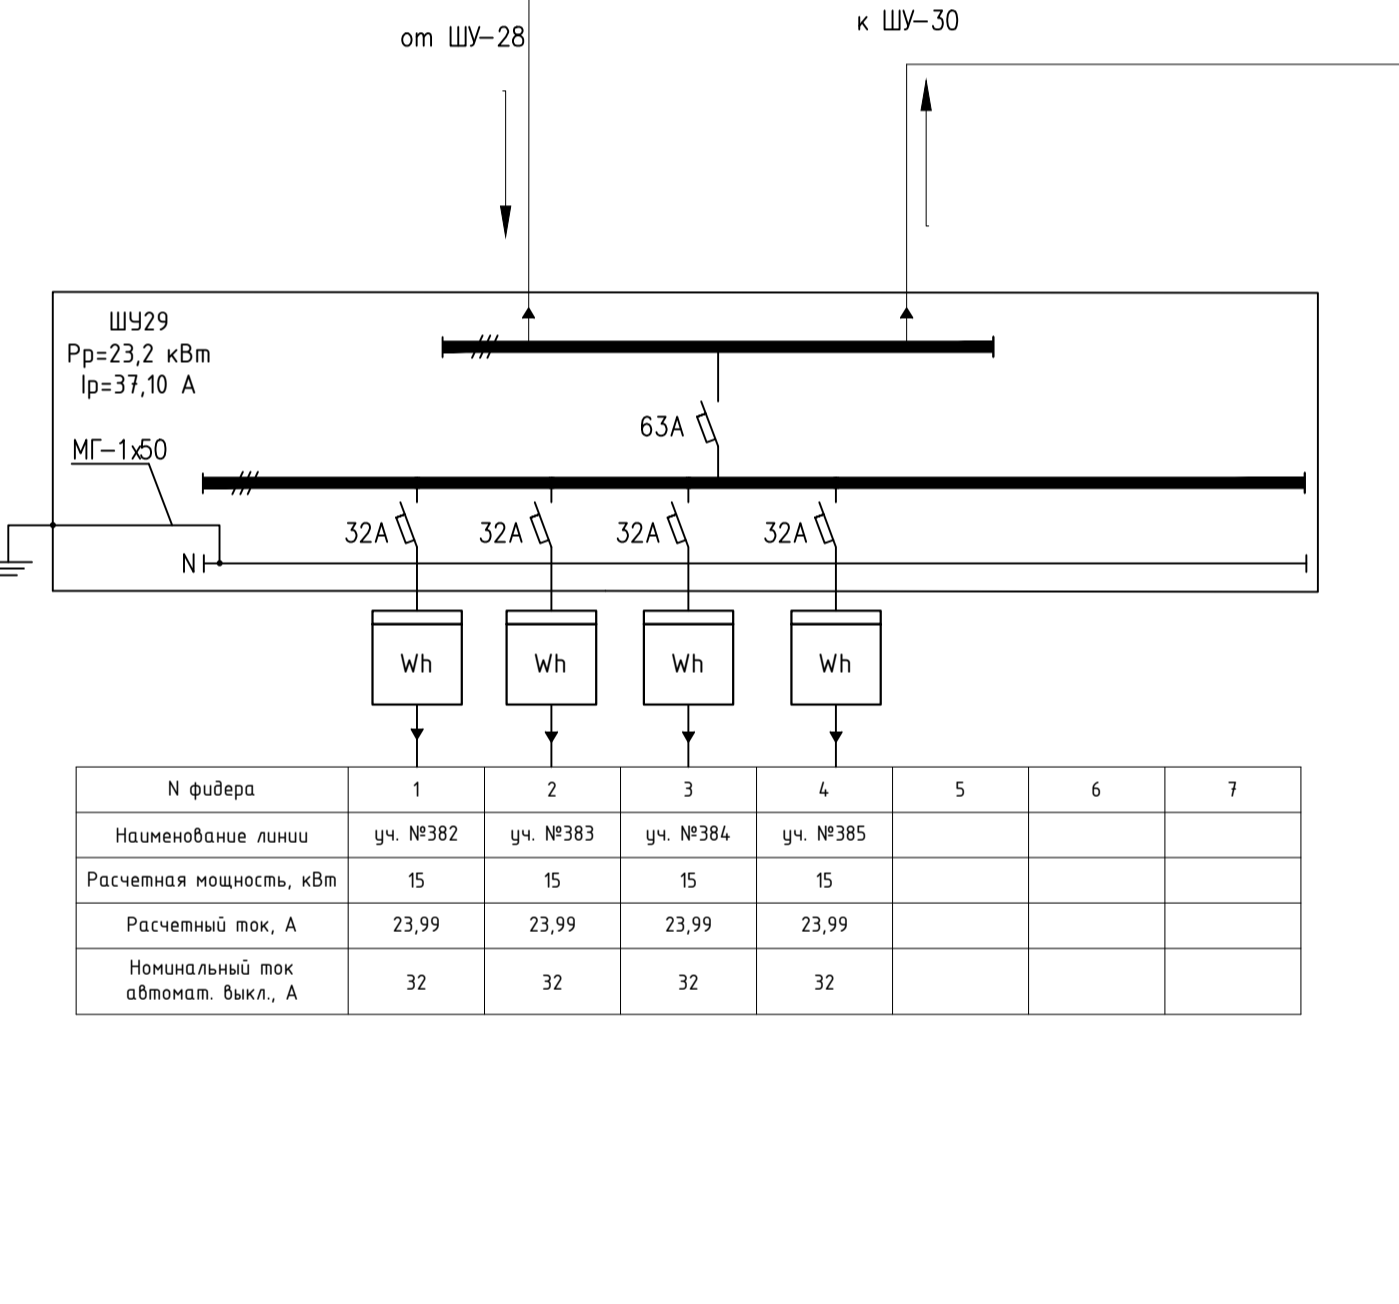 от ШУ-28
к ШУ-30
ШУ29
Рр=23,2 кВт
Iр=37,10 А
МГ-1х50
63А
32А 32А 32А 32А
N
Wh Wh Wh Wh
N фидера 1 2 3 4 5 6 7
Наименование линии уч. №382 уч. №383 уч. №384 уч. №385
Расчетная мощность, кВт 15 15 15 15
Расчетный ток, А 23,99 23,99 23,99 23,99
Номинальный ток
автомат. выкл., А 32 32 32 32